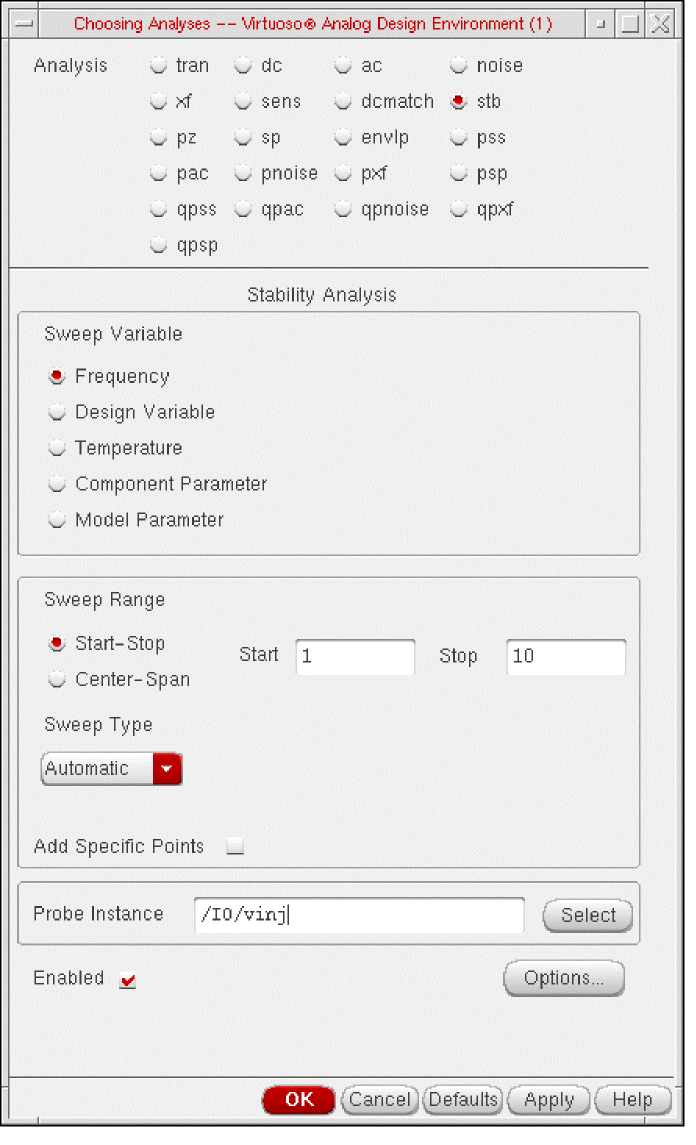 Choosing Analyses -- Virtuoso® Analog Design Environment (1)
Analysis tran dc ac noise
xf sens dcmatch stb
pz sp envlp pss
pac pnoise pxf psp
qpss qpac qpnoise qpxf
qpsp
Stability Analysis
Sweep Variable
Frequency
Design Variable
Temperature
Component Parameter
Model Parameter
Sweep Range
Start-Stop Start 1 Stop 10
Center-Span
Sweep Type
Automatic
Add Specific Points
Probe Instance /I0/vinj Select
Enabled Options...
OK Cancel Defaults Apply Help